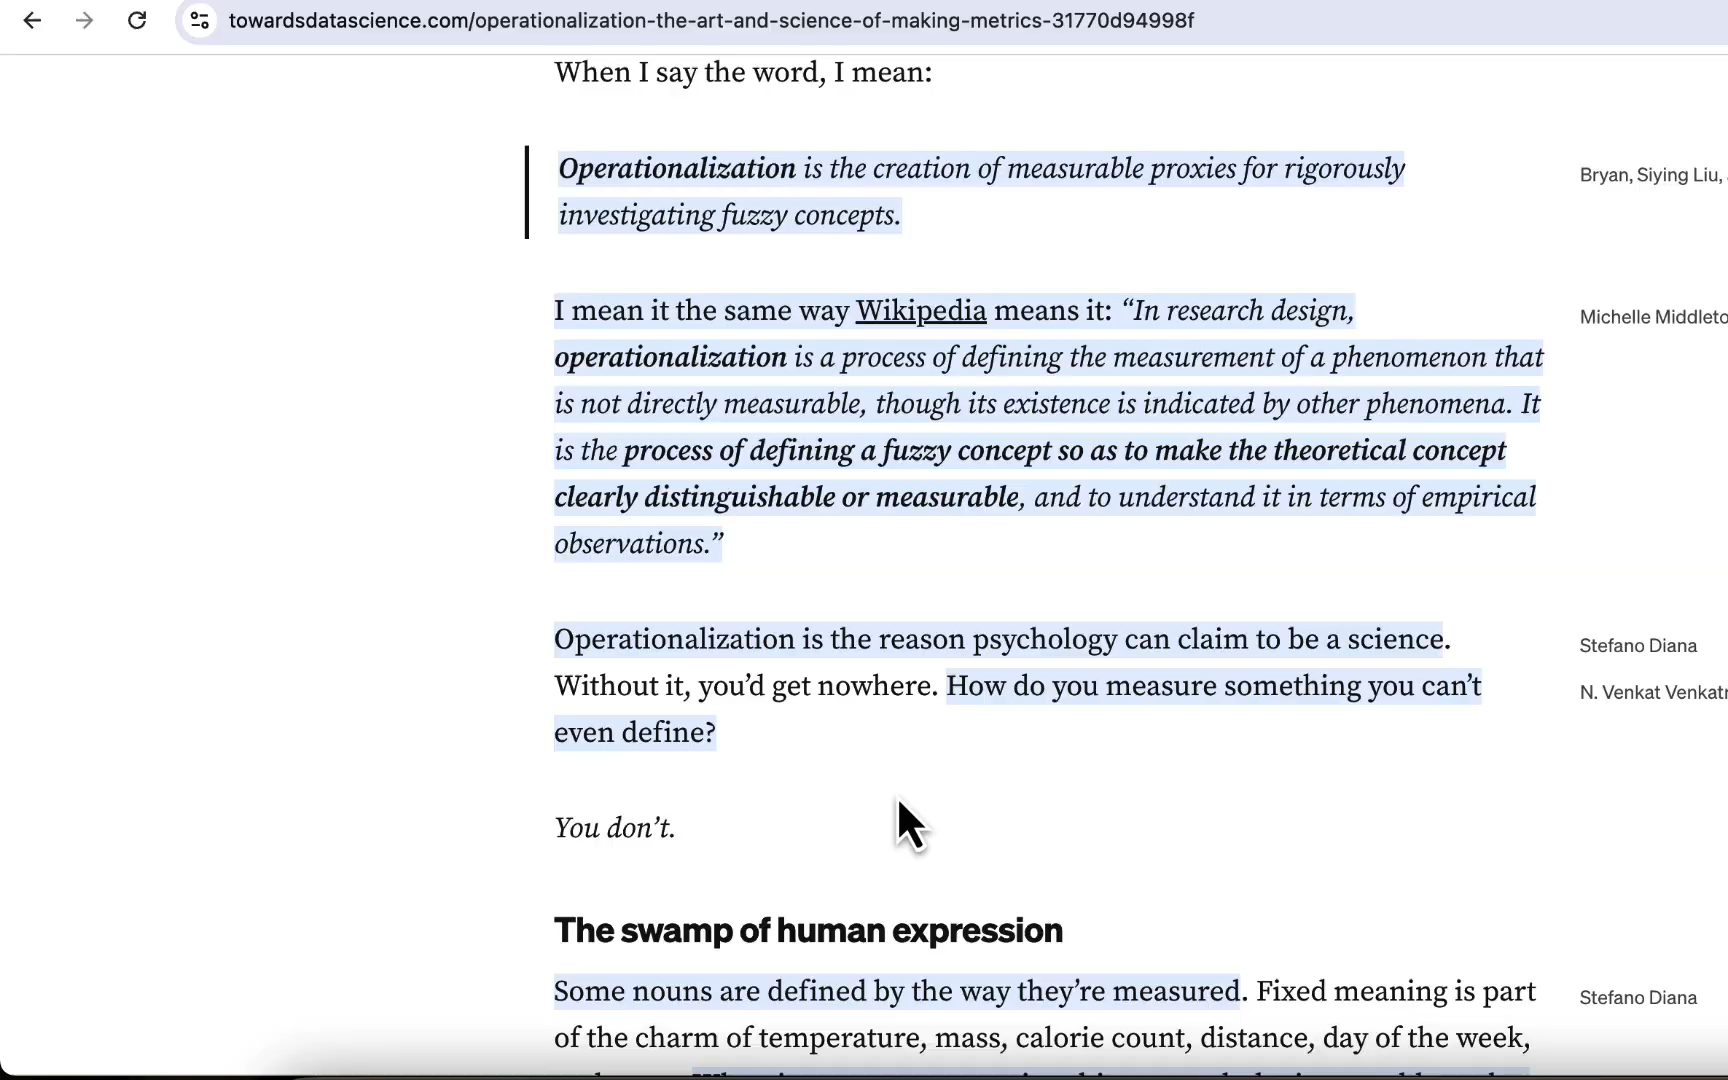 towardsdatascience.com/operationalization-the-art-and-science-of-making-metrics-31770d94998f
When I say the word, I mean:
Operationalization is the creation of measurable proxies for rigorously
investigating fuzzy concepts.
Bryan, Siying Liu,
I mean it the same way Wikipedia means it: “In research design,
operationalization is a process of defining the measurement of a phenomenon that
is not directly measurable, though its existence is indicated by other phenomena. It
is the process of defining a fuzzy concept so as to make the theoretical concept
clearly distinguishable or measurable, and to understand it in terms of empirical
observations.”
Michelle Middleto
Operationalization is the reason psychology can claim to be a science.
Without it, you’d get nowhere. How do you measure something you can’t
even define?
Stefano Diana
N. Venkat Venkat
You don’t.
The swamp of human expression
Some nouns are defined by the way they’re measured. Fixed meaning is part
of the charm of temperature, mass, calorie count, distance, day of the week,
Stefano Diana